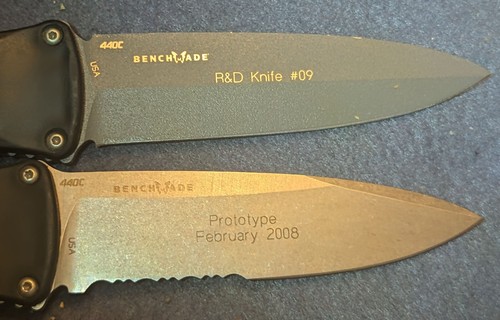 440C
BENCHMADE
USA
R&D Knife #09
440C
BENCHMADE
USA
Prototype
February 2008